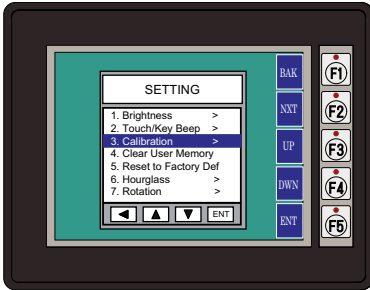 SETTING
1. Brightness >
2. Touch/Key Beep >
3. Calibration >
4. Clear User Memory
5. Reset to Factory Def
6. Hourglass >
7. Rotation >
ENT
BAK
NXT
UP
DWN
ENT
F1
F2
F3
F4
F5